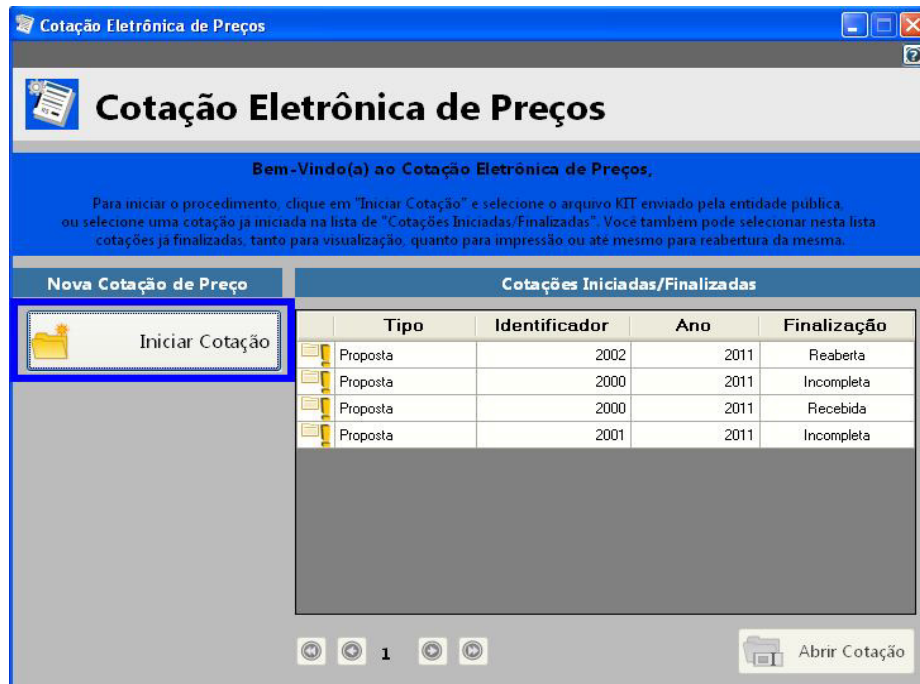 Cotação Eletrônica de Preços
Cotação Eletrônica de Preços
Bem-Vindo(a) ao Cotação Eletrônica de Preços,
Para iniciar o procedimento, clique em "Iniciar Cotação" e selecione o arquivo KIT enviado pela entidade pública,
ou selecione uma cotação já iniciada na lista de "Cotações Iniciadas/Finalizadas". Você também pode selecionar nesta lista
cotações já finalizadas, tanto para visualização, quanto para impressão ou até mesmo para reabertura da mesma.
Nova Cotação de Preço
Cotações Iniciadas/Finalizadas
Iniciar Cotação
Tipo Identificador Ano Finalização
Proposta 2002 2011 Reaberta
Proposta 2000 2011 Incompleta
Proposta 2000 2011 Recebida
Proposta 2001 2011 Incompleta
1
Abrir Cotação